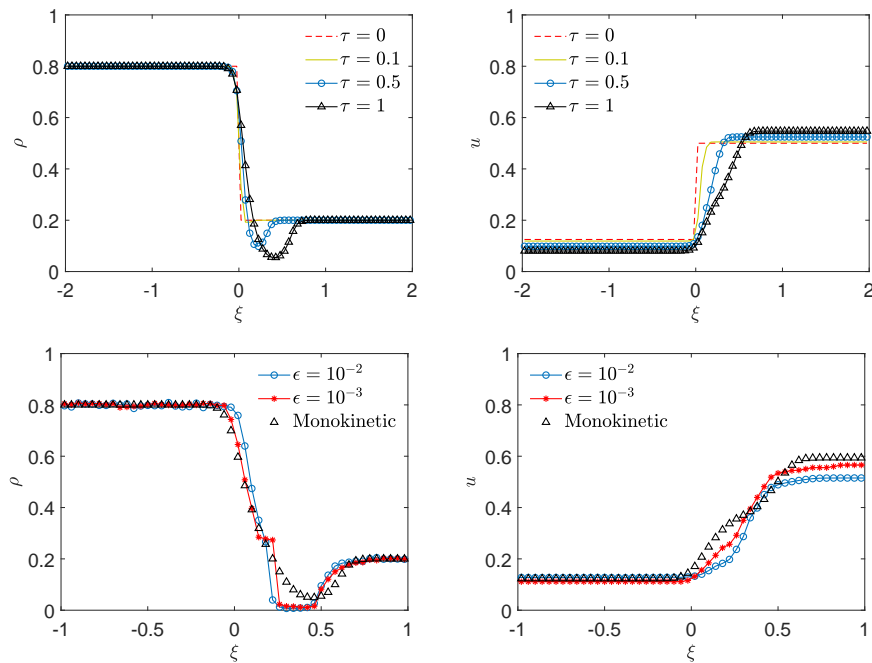 1
0.8
0.6
0.4
0.2
0
ρ
-2 -1 0 1 2
ξ
τ = 0
τ = 0.1
τ = 0.5
τ = 1
1
0.8
0.6
0.4
0.2
0
u
-2 -1 0 1 2
ξ
τ = 0
τ = 0.1
τ = 0.5
τ = 1
1
0.8
0.6
0.4
0.2
0
ρ
-1 -0.5 0 0.5 1
ξ
ϵ = 10⁻²
ϵ = 10⁻³
Monokinetic
1
0.8
0.6
0.4
0.2
0
u
-1 -0.5 0 0.5 1
ξ
ϵ = 10⁻²
ϵ = 10⁻³
Monokinetic